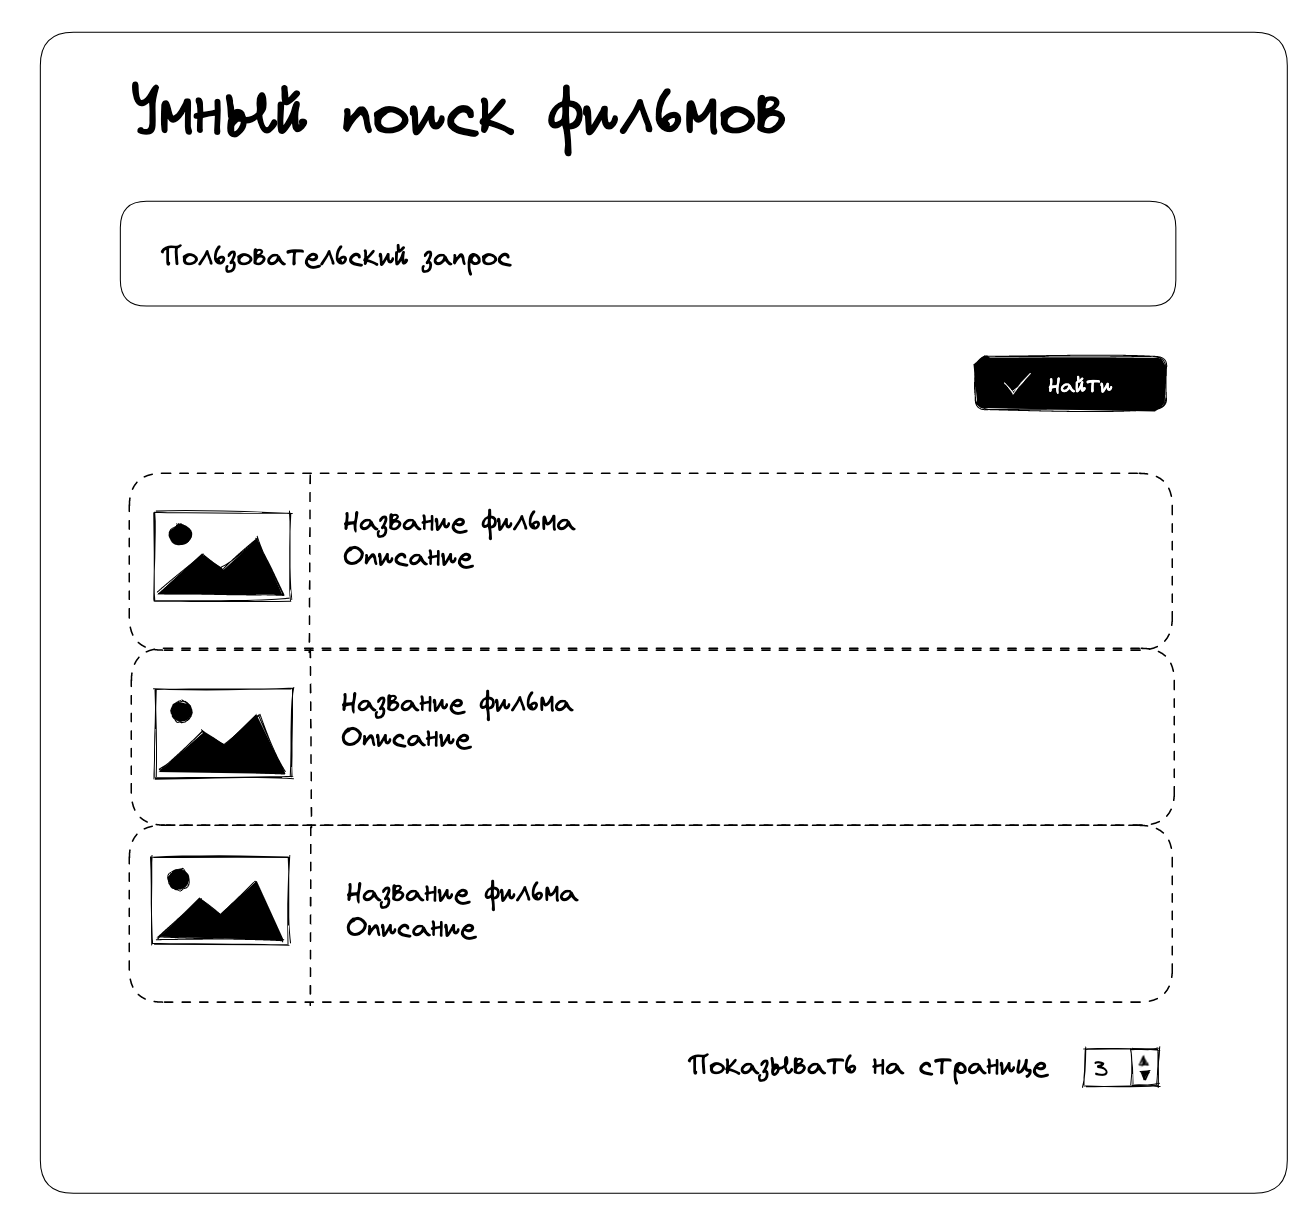 Умный поиск фильмов
Пользовательский запрос
Найти
Название фильма
Описание
Название фильма
Описание
Название фильма
Описание
Показывать на странице 3